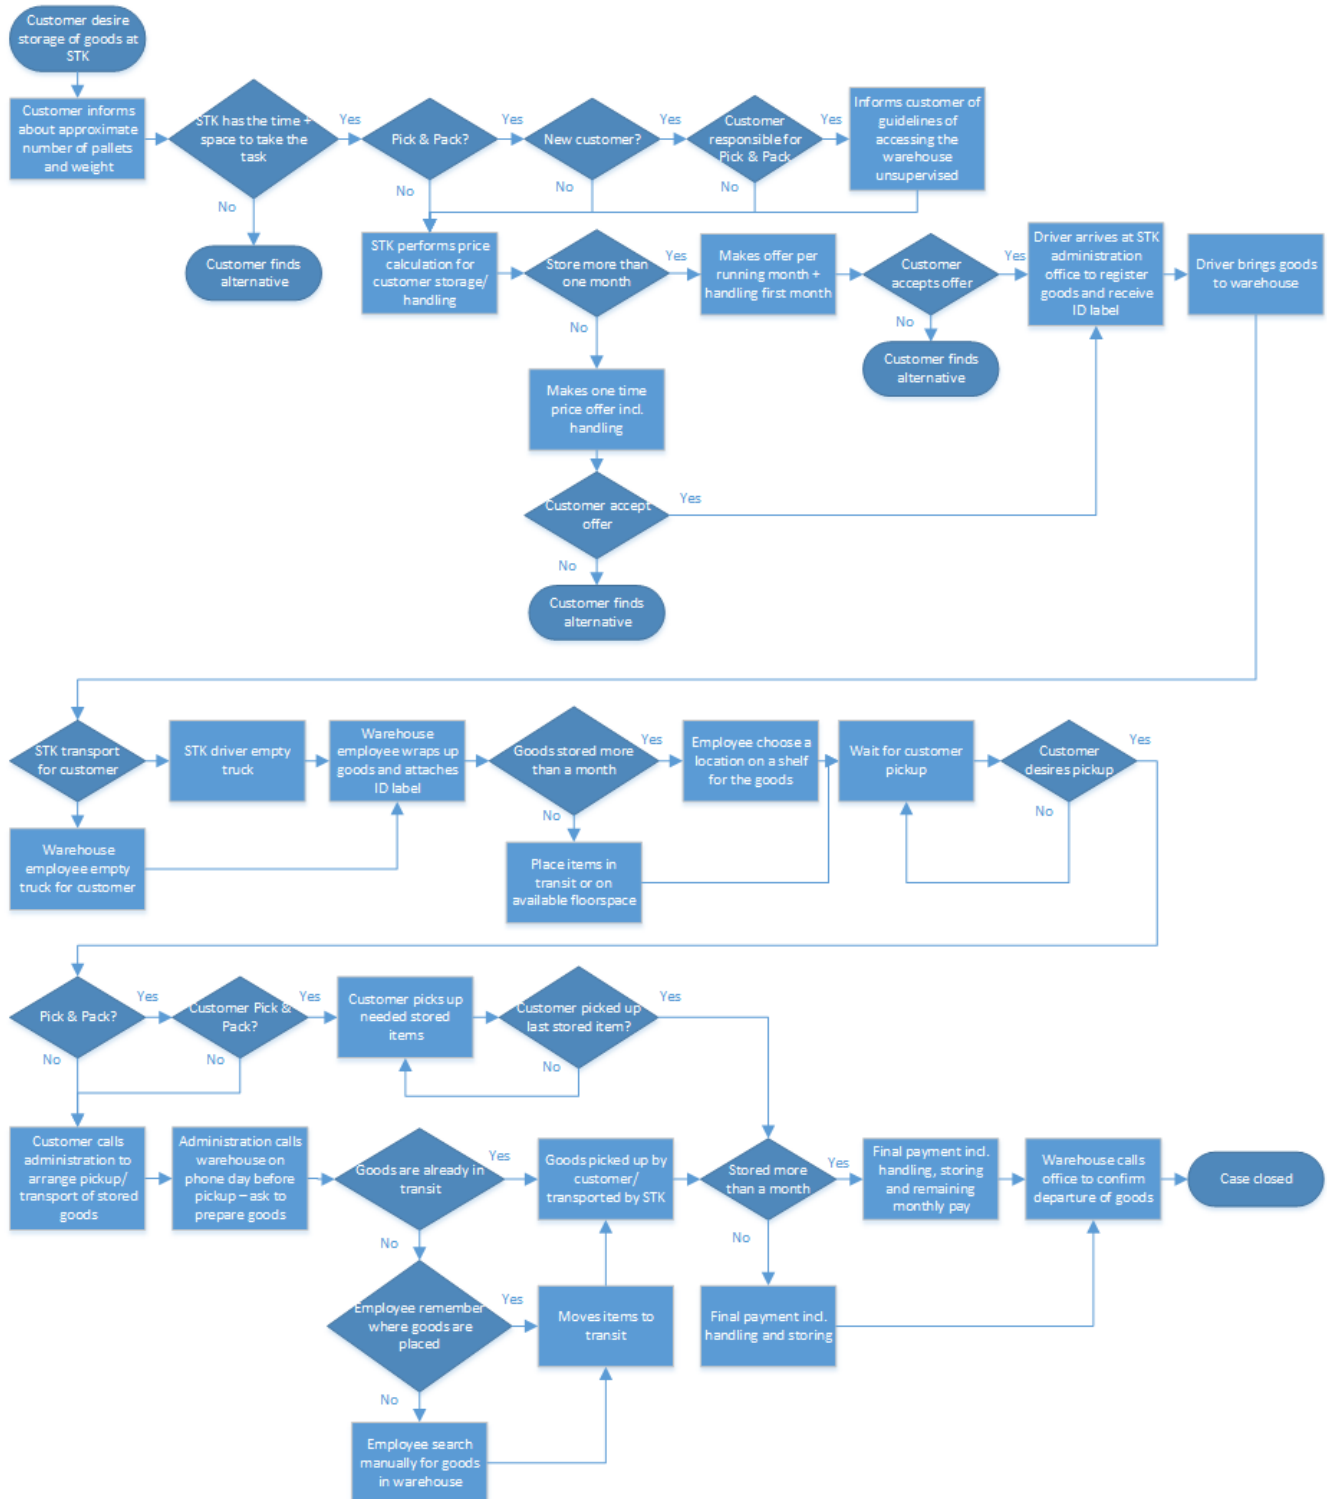 Customer desire
storage of goods at
STK
Customer informs
about approximate
number of pallets
and weight
STK has the time +
space to take the
task
Yes
No
Customer finds
alternative
Pick & Pack?
Yes
No
New customer?
Yes
No
Customer
responsible for
Pick & Pack
Yes
No
Informs customer of
guidelines of
accessing the
warehouse
unsupervised
STK performs price
calculation for
customer storage/
handling
Store more than
one month
Yes
No
Makes offer per
running month +
handling first month
Customer
accepts offer
Yes
No
Customer finds
alternative
Driver arrives at STK
administration
office to register
goods and receive
ID label
Driver brings goods
to warehouse
Makes one time
price offer incl.
handling
Customer accept
offer
Yes
No
Customer finds
alternative
STK transport
for customer
STK driver empty
truck
Warehouse
employee wraps up
goods and attaches
ID label
Goods stored more
than a month
Yes
No
Employee choose a
location on a shelf
for the goods
Wait for customer
pickup
Customer
desires pickup
Yes
No
Warehouse
employee empty
truck for customer
Place items in
transit or on
available floorspace
Pick & Pack?
Yes
No
Customer Pick &
Pack?
Yes
No
Customer picks up
needed stored
items
Customer picked up
last stored item?
Yes
No
Customer calls
administration to
arrange pickup/
transport of stored
goods
Administration calls
warehouse on
phone day before
pickup – ask to
prepare goods
Goods are already in
transit
Yes
No
Goods picked up by
customer/
transported by STK
Stored more
than a month
Yes
No
Final payment incl.
handling, storing
and remaining
monthly pay
Warehouse calls
office to confirm
departure of goods
Case closed
Employee remember
where goods are
placed
Yes
No
Moves items to
transit
Final payment incl.
handling and storing
Employee search
manually for goods
in warehouse